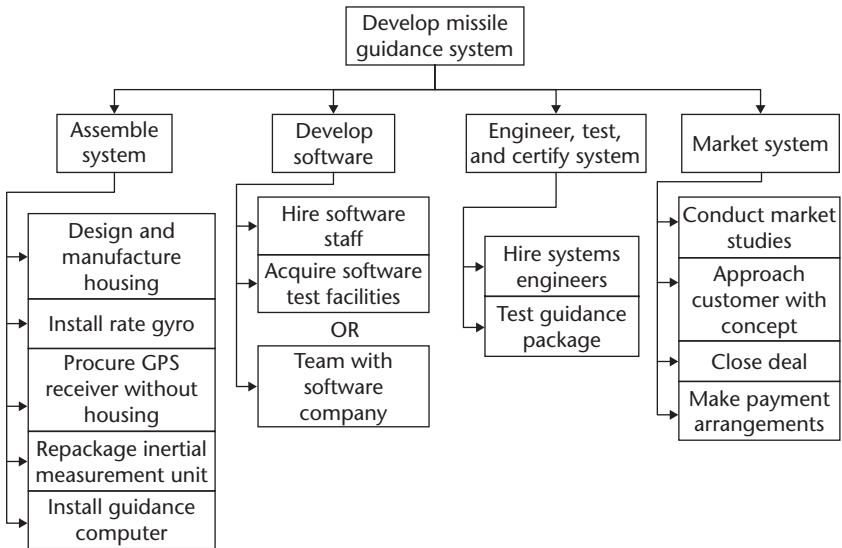 Develop missile
guidance system
Assemble
system
Develop
software
Engineer, test,
and certify system
Market system
Design and
manufacture
housing
Install rate gyro
Procure GPS
receiver without
housing
Repackage inertial
measurement unit
Install guidance
computer
Hire software
staff
Acquire software
test facilities
OR
Team with
software
company
Hire systems
engineers
Test guidance
package
Conduct market
studies
Approach
customer with
concept
Close deal
Make payment
arrangements